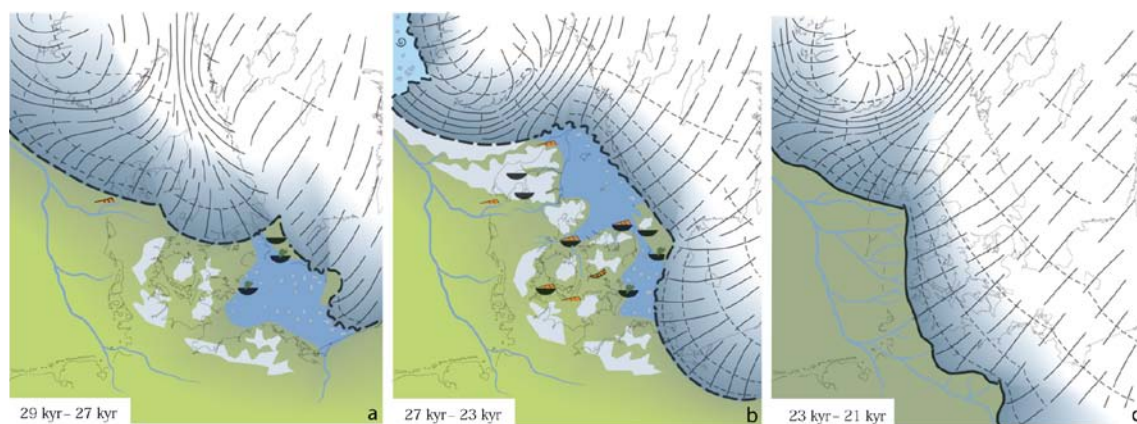 29 kyr – 27 kyr
a
27 kyr – 23 kyr
b
23 kyr – 21 kyr
c